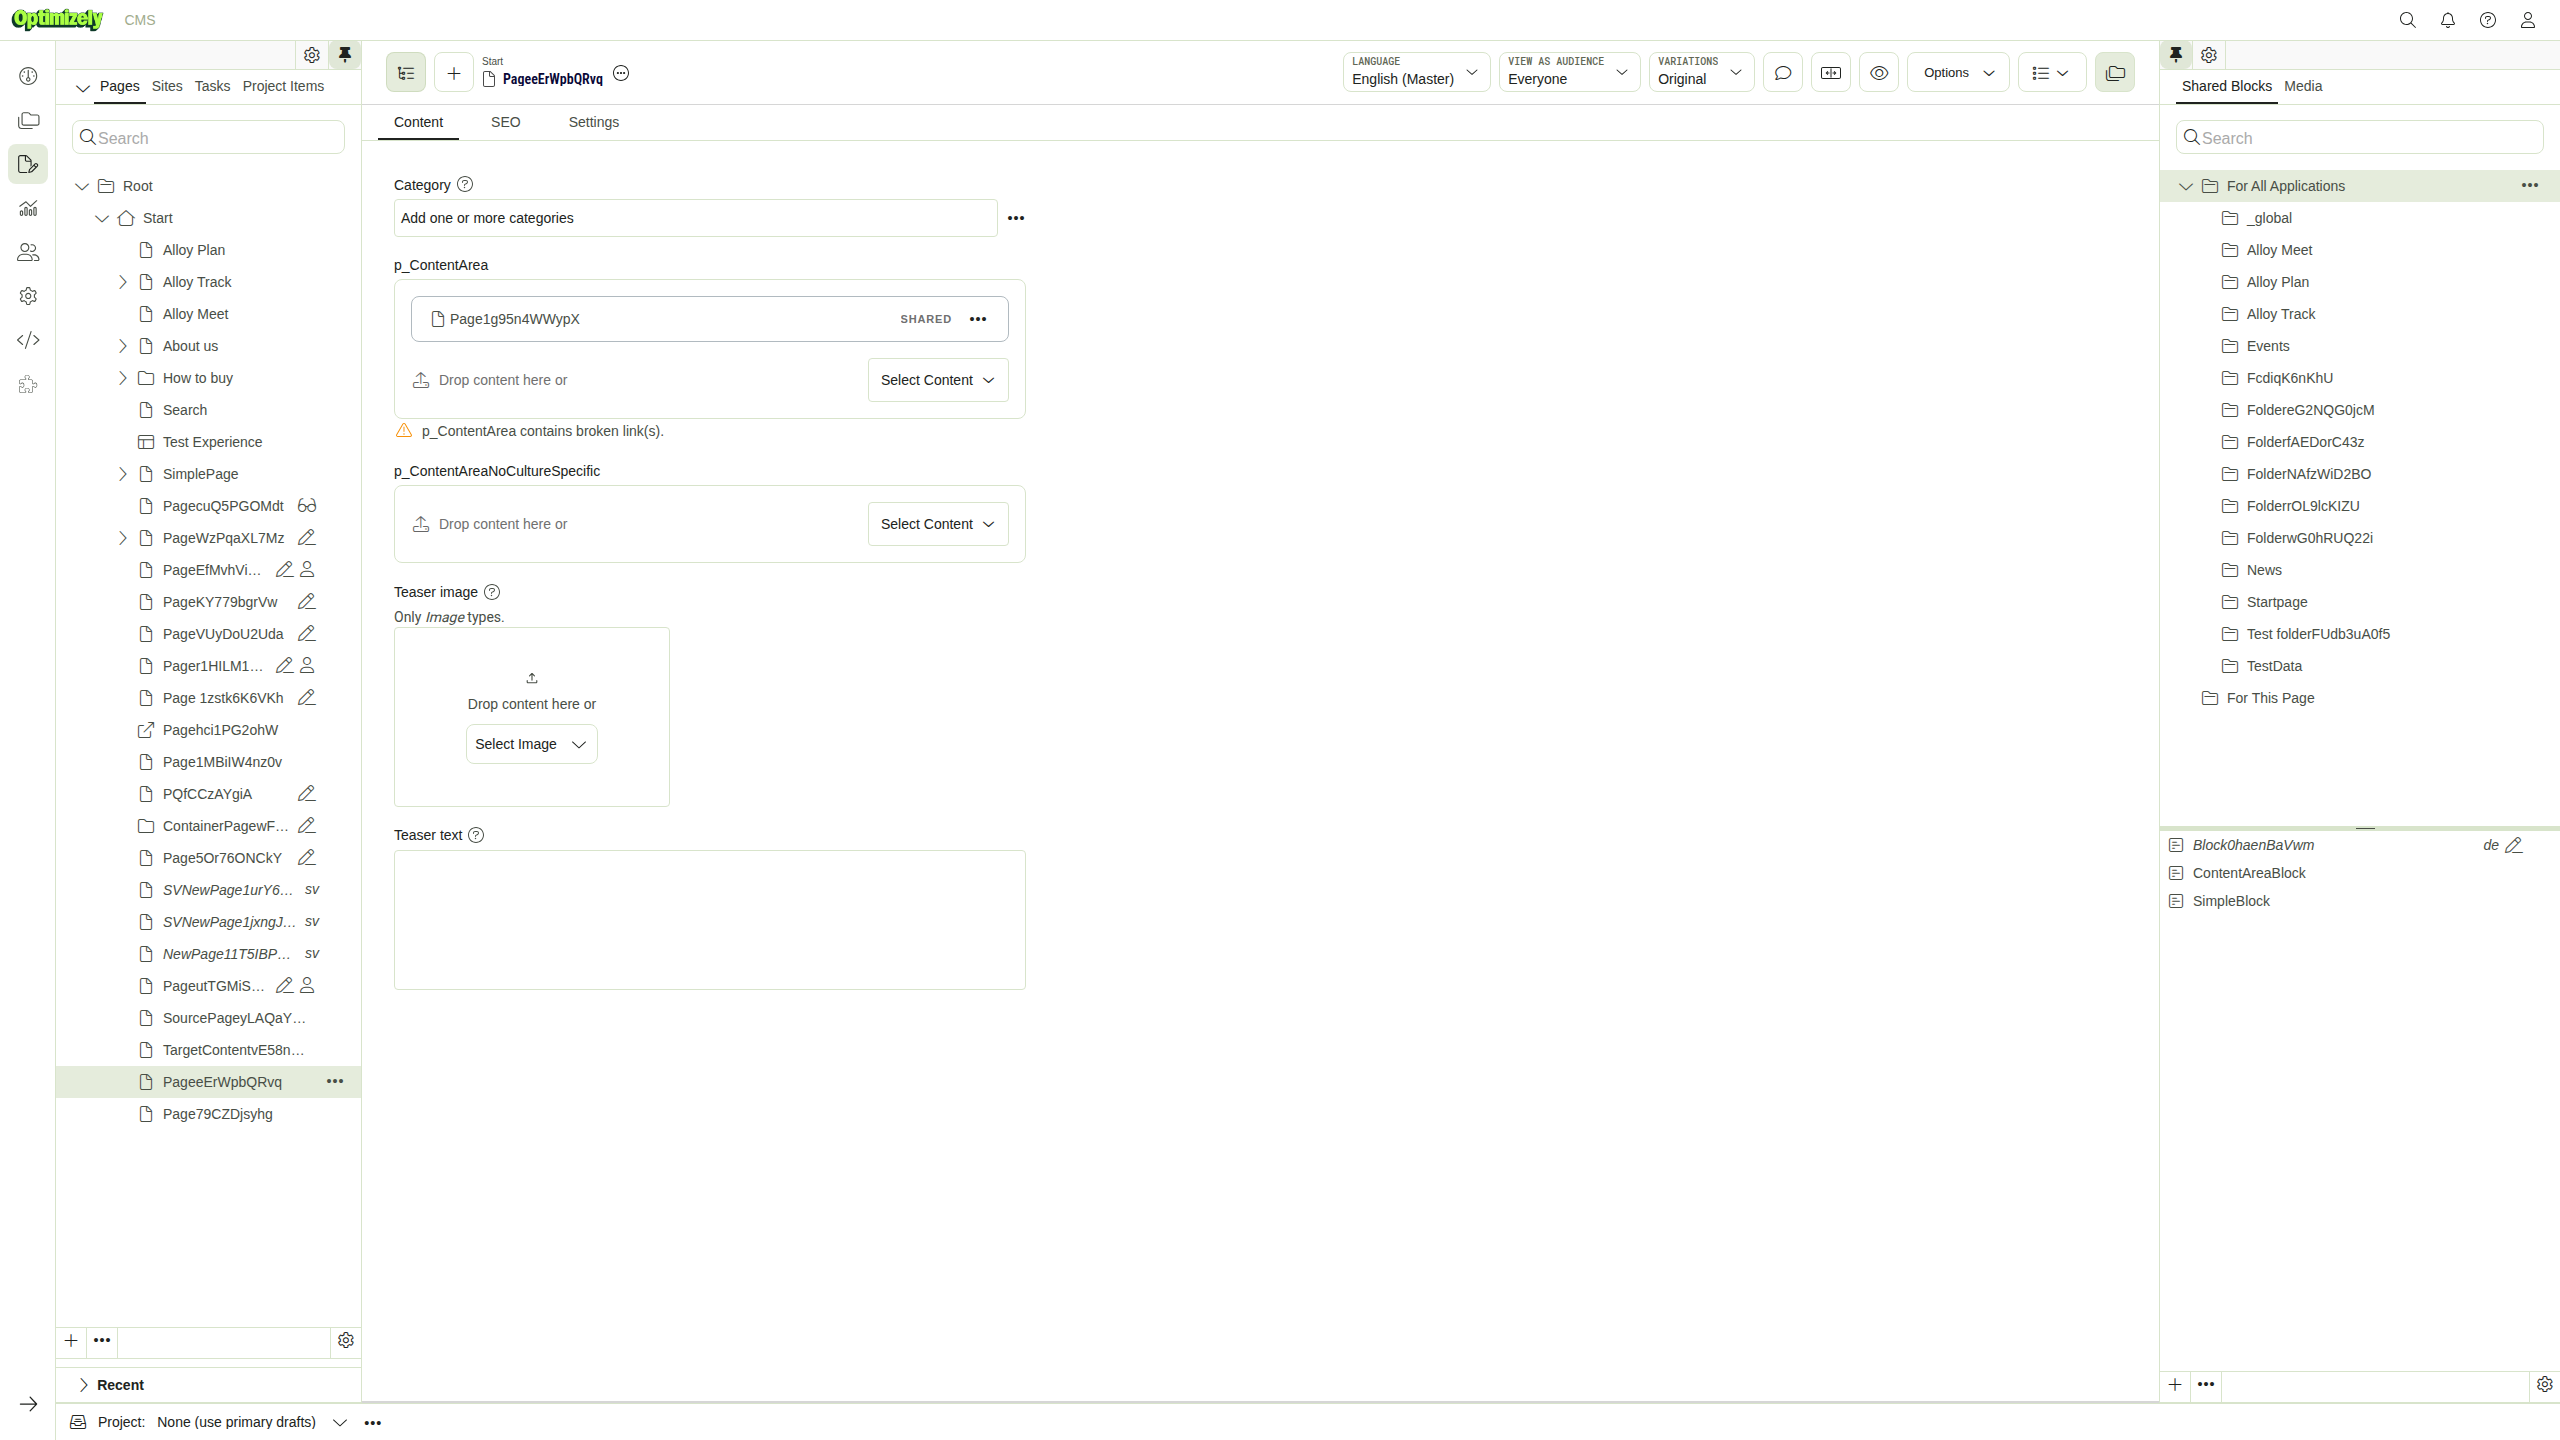 Optimizely CMS
Pages Sites Tasks Project Items
Search
Root
Start
Alloy Plan
Alloy Track
Alloy Meet
About us
How to buy
Search
Test Experience
SimplePage
PagecuQ5PGOMdt
PageWzPqaXL7Mz
PageEfMvhVi…
PageKY779bgrVw
PageVUyDoU2Uda
Pager1HILM1…
Page 1zstk6K6VKh
Pagehci1PG2ohW
Page1MBiIW4nz0v
PQfCCzAYgiA
ContainerPagewF…
Page5Or76ONCkY
SVNewPage1urY6… sv
SVNewPage1jxngJ… sv
NewPage11T5IBP… sv
PageutTGMiS…
SourcePageyLAQaY…
TargetContentvE58n…
PageeErWpbQRvq
Page79CZDjsyhg
Recent
Project: None (use primary drafts)
Start
PageeErWpbQRvq
LANGUAGE
English (Master)
VIEW AS AUDIENCE
Everyone
VARIATIONS
Original
Options
Content SEO Settings
Category
Add one or more categories
p_ContentArea
Page1g95n4WWypX SHARED
Drop content here or Select Content
p_ContentArea contains broken link(s).
p_ContentAreaNoCultureSpecific
Drop content here or Select Content
Teaser image
Only Image types.
Drop content here or
Select Image
Teaser text
Shared Blocks Media
Search
For All Applications
_global
Alloy Meet
Alloy Plan
Alloy Track
Events
FcdiqK6nKhU
FoldereG2NQG0jcM
FolderfAEDorC43z
FolderNAfzWiD2BO
FolderrOL9lcKIZU
FolderwG0hRUQ22i
News
Startpage
Test folderFUdb3uA0f5
TestData
For This Page
Block0haenBaVwm de
ContentAreaBlock
SimpleBlock